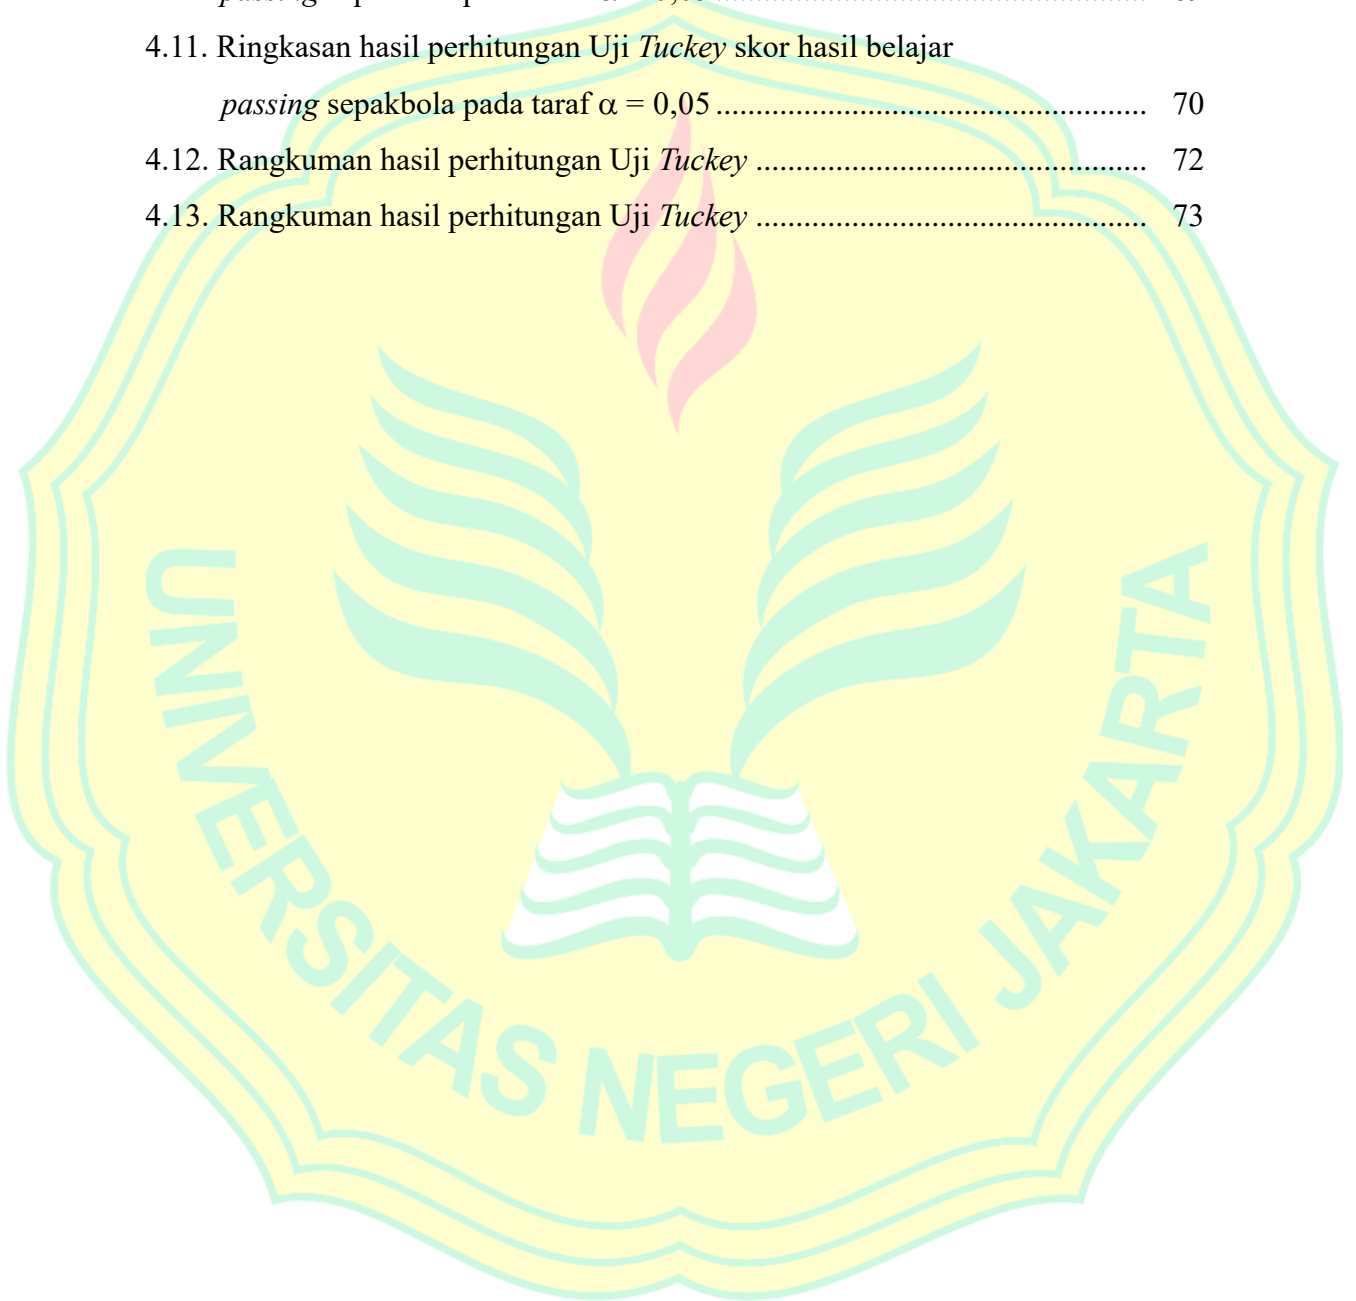 4.11. Ringkasan hasil perhitungan Uji Tuckey skor hasil belajar
passing sepakbola pada taraf α = 0,05 ...................................................... 70
4.12. Rangkuman hasil perhitungan Uji Tuckey ................................................. 72
4.13. Rangkuman hasil perhitungan Uji Tuckey ................................................. 73
UNIVERSITAS NEGERI JAKARTA